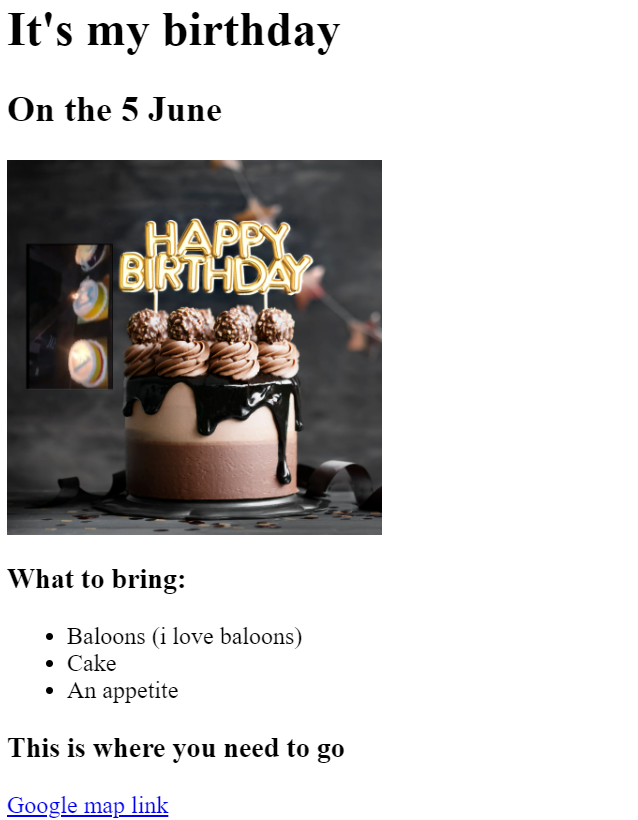 It's my birthday
On the 5 June
HAPPY
BIRTHDAY
What to bring:
Baloons (i love baloons)
Cake
An appetite
This is where you need to go
Google map link